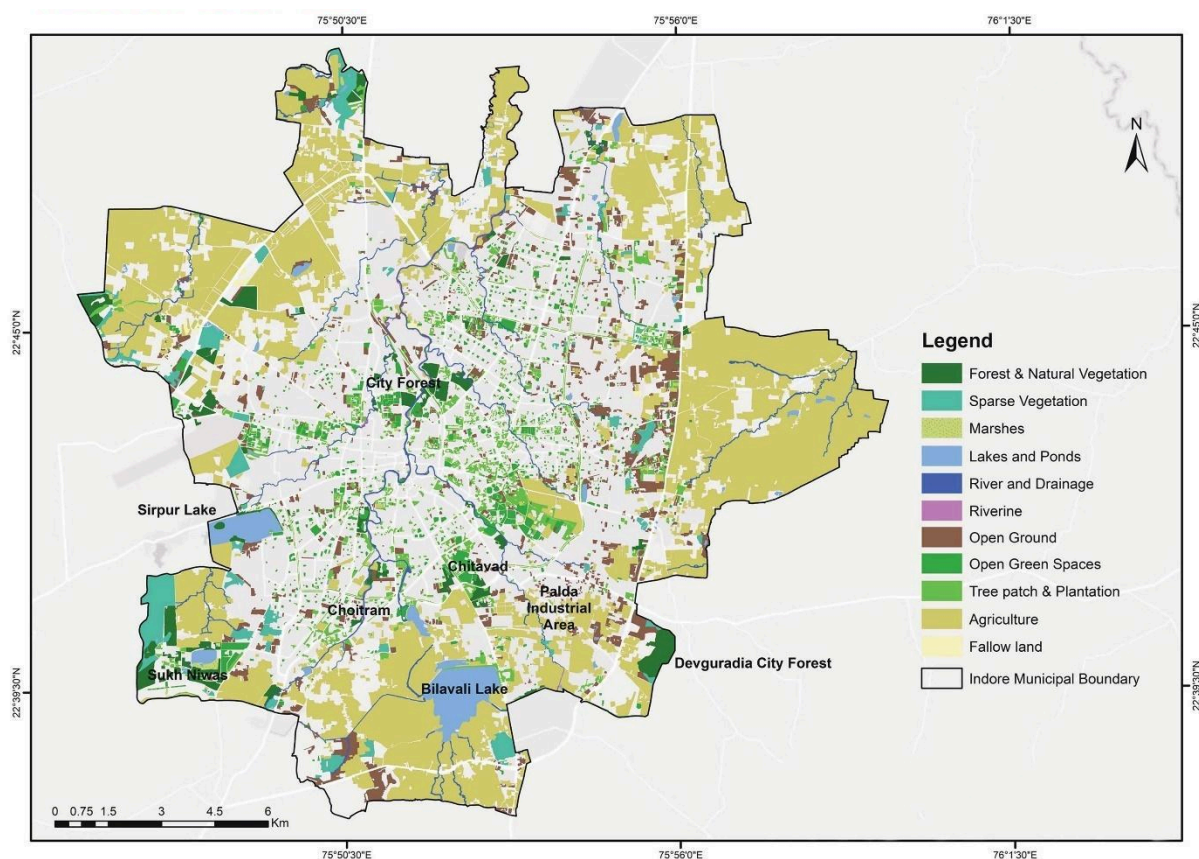 75°50'30"E
75°56'0"E
76°1'30"E
N
22°45'0"N
22°45'0"N
Legend
Forest & Natural Vegetation
Sparse Vegetation
Marshes
Lakes and Ponds
River and Drainage
Riverine
Open Ground
Open Green Spaces
Tree patch & Plantation
Agriculture
Fallow land
Indore Municipal Boundary
City Forest
Sirpur Lake
Chitavad
Choitram
Palda
Industrial
Area
Sukh Niwas
Bilavali Lake
Devguradia City Forest
22°39'30"N
22°39'30"N
0 0.75 1.5 3 4.5 6
Km
75°50'30"E
75°56'0"E
76°1'30"E